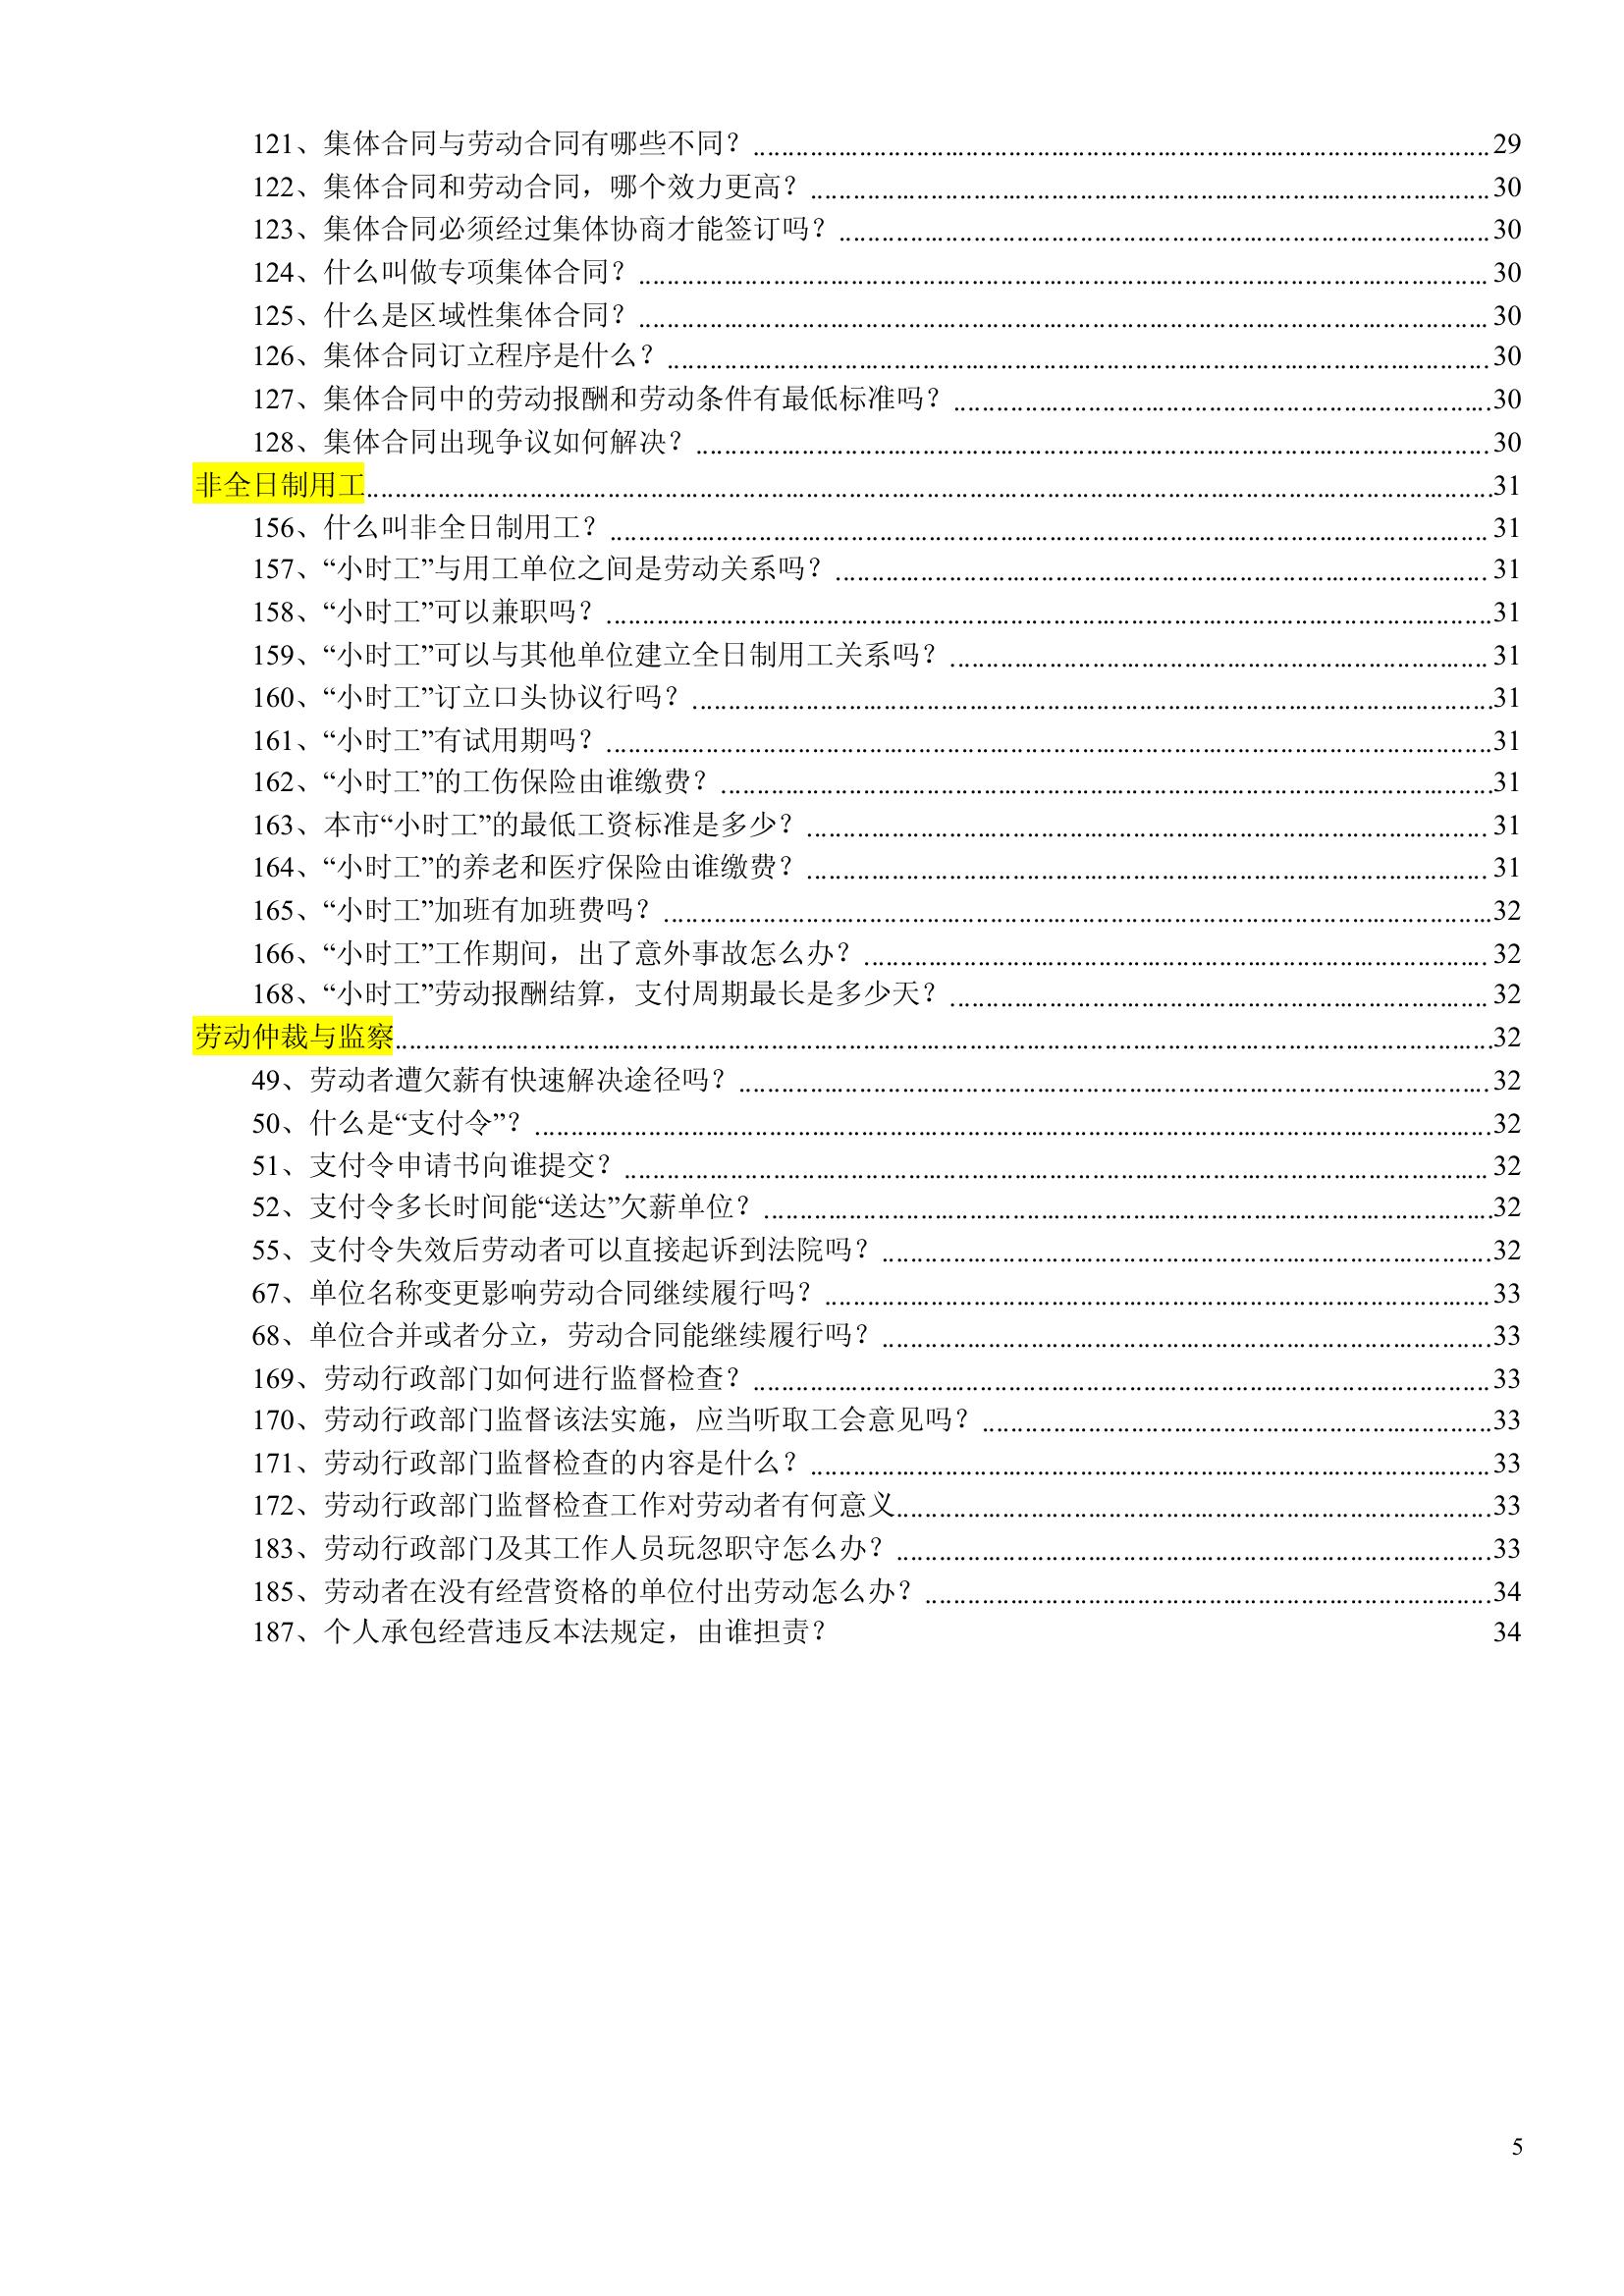 121、集体合同与劳动合同有哪些不同？ 29
122、集体合同和劳动合同，哪个效力更高？ 30
123、集体合同必须经过集体协商才能签订吗？ 30
124、什么叫做专项集体合同？ 30
125、什么是区域性集体合同？ 30
126、集体合同订立程序是什么？ 30
127、集体合同中的劳动报酬和劳动条件有最低标准吗？ 30
128、集体合同出现争议如何解决？ 30
非全日制用工 31
156、什么叫非全日制用工？ 31
157、“小时工”与用工单位之间是劳动关系吗？ 31
158、“小时工”可以兼职吗？ 31
159、“小时工”可以与其他单位建立全日制用工关系吗？ 31
160、“小时工”订立口头协议行吗？ 31
161、“小时工”有试用期吗？ 31
162、“小时工”的工伤保险由谁缴费？ 31
163、本市“小时工”的最低工资标准是多少？ 31
164、“小时工”的养老和医疗保险由谁缴费？ 31
165、“小时工”加班有加班费吗？ 32
166、“小时工”工作期间，出了意外事故怎么办？ 32
168、“小时工”劳动报酬结算，支付周期最长是多少天？ 32
劳动仲裁与监察 32
49、劳动者遭欠薪有快速解决途径吗？ 32
50、什么是“支付令”？ 32
51、支付令申请书向谁提交？ 32
52、支付令多长时间能“送达”欠薪单位？ 32
55、支付令失效后劳动者可以直接起诉到法院吗？ 32
67、单位名称变更影响劳动合同继续履行吗？ 33
68、单位合并或者分立，劳动合同能继续履行吗？ 33
169、劳动行政部门如何进行监督检查？ 33
170、劳动行政部门监督该法实施，应当听取工会意见吗？ 33
171、劳动行政部门监督检查的内容是什么？ 33
172、劳动行政部门监督检查工作对劳动者有何意义 33
183、劳动行政部门及其工作人员玩忽职守怎么办？ 33
185、劳动者在没有经营资格的单位付出劳动怎么办？ 34
187、个人承包经营违反本法规定，由谁担责？ 34
5